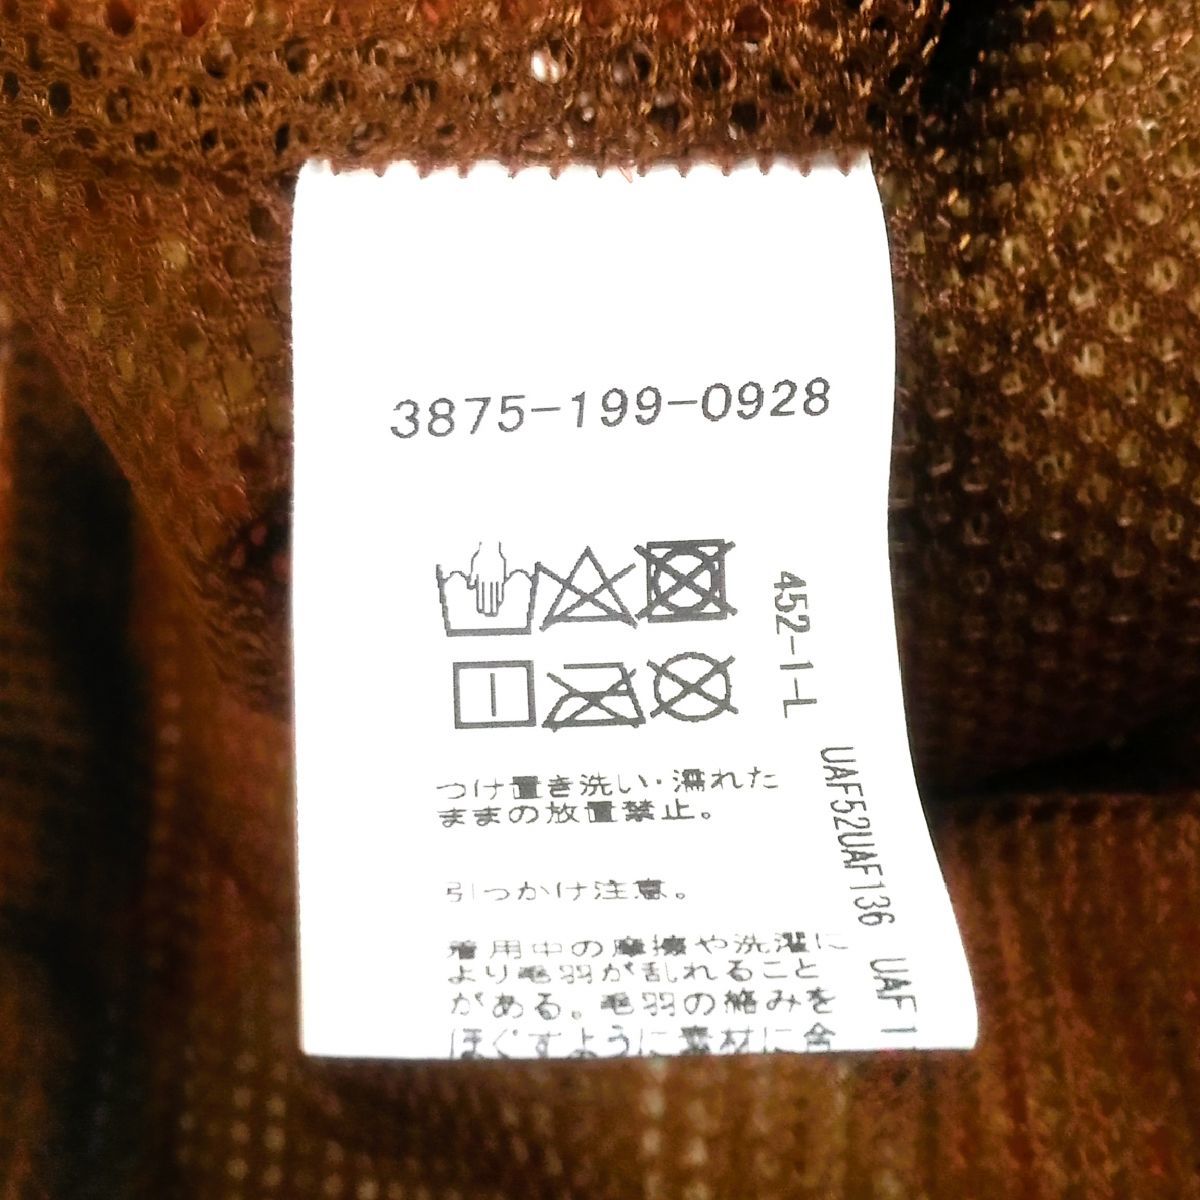 3875-199-0928
452-1-L
つけ置き洗い・濡れた
ままの放置禁止。
引っかけ注意。
着用中の摩擦や洗濯に
より毛羽が乱れること
がある。毛羽の絡みを
ほぐすように素材に合
UAF52UAF136 UAF1